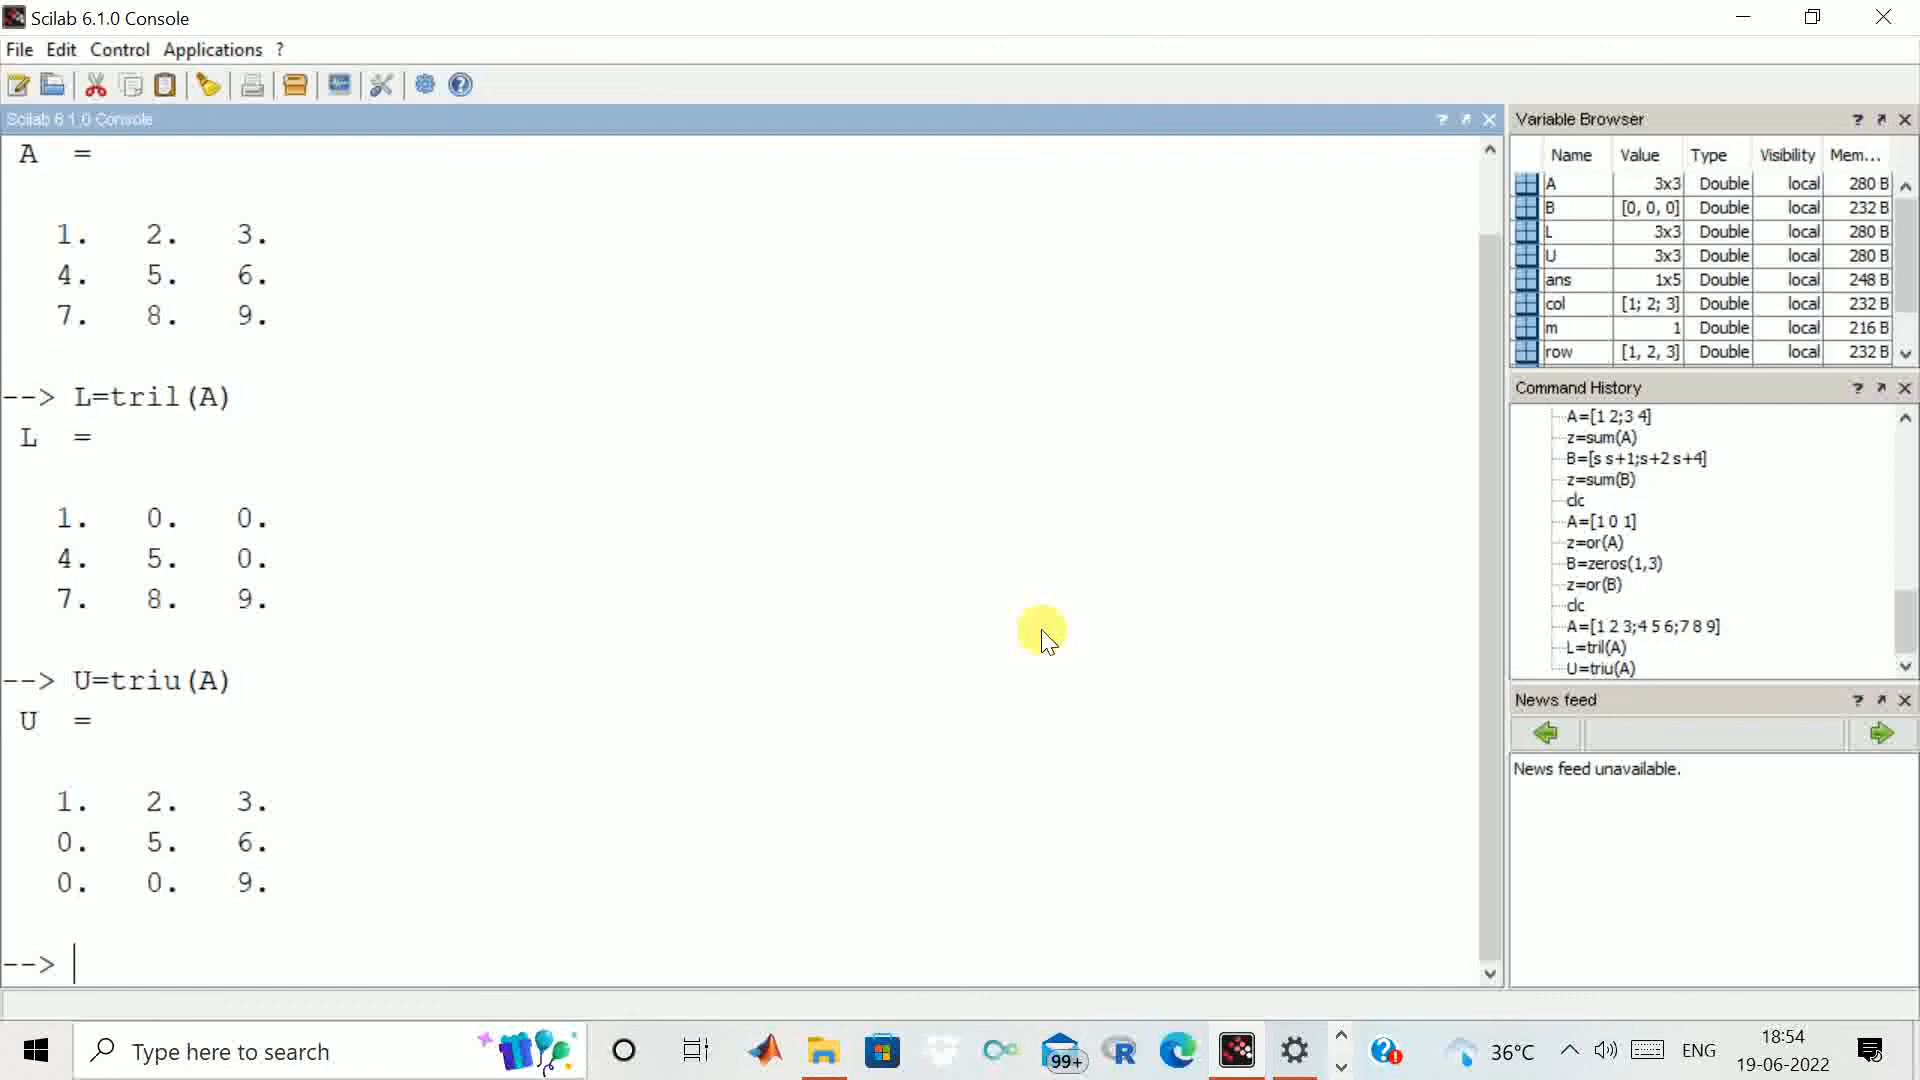 Scilab 6.1.0 Console
File Edit Control Applications ?
Scilab 6.1.0 Console
A =
1. 2. 3.
4. 5. 6.
7. 8. 9.
--> L=tril(A)
L =
1. 0. 0.
4. 5. 0.
7. 8. 9.
--> U=triu(A)
U =
1. 2. 3.
0. 5. 6.
0. 0. 9.
-->
Variable Browser
Name Value Type Visibility Mem...
A 3x3 Double local 280 B
B [0, 0, 0] Double local 232 B
L 3x3 Double local 280 B
U 3x3 Double local 280 B
ans 1x5 Double local 248 B
col [1; 2; 3] Double local 232 B
m 1 Double local 216 B
row [1, 2, 3] Double local 232 B
Command History
A=[1 2;3 4]
z=sum(A)
B=[s s+1;s+2 s+4]
z=sum(B)
clc
A=[1 0 1]
z=or(A)
B=zeros(1,3)
z=or(B)
clc
A=[1 2 3;4 5 6;7 8 9]
L=tril(A)
U=triu(A)
News feed
News feed unavailable.
Type here to search
99+
R
36°C
ENG
18:54
19-06-2022